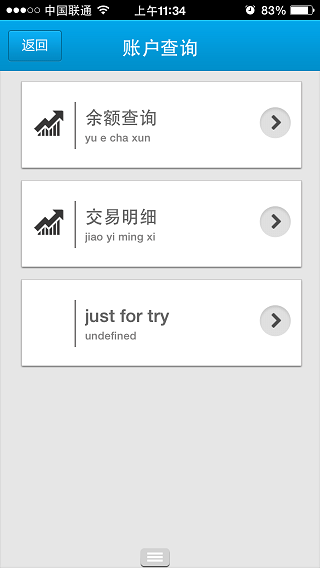 中国联通 上午11:34 83%
返回 账户查询
余额查询
yu e cha xun
交易明细
jiao yi ming xi
just for try
undefined